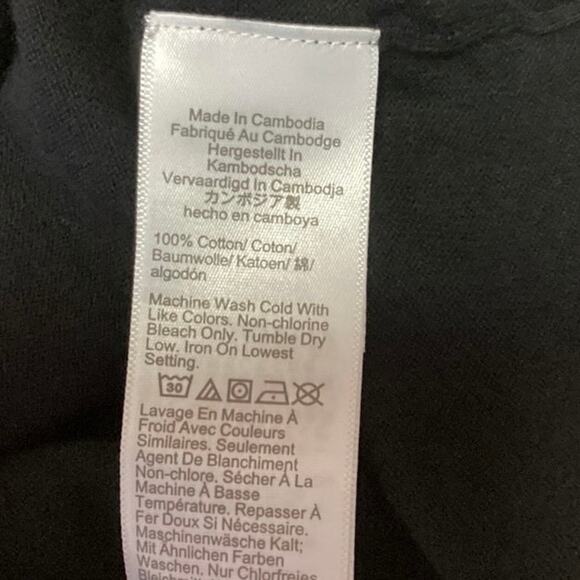 Made In Cambodia
Fabriqué Au Cambodge
Hergestellt In
Kambodscha
Vervaardigd In Cambodja
カンボジア製
hecho en camboya
100% Cotton/ Coton/
Baumwolle/ Katoen/ 綿/
algodón
Machine Wash Cold With
Like Colors. Non-chlorine
Bleach Only. Tumble Dry
Low. Iron On Lowest
Setting.
30
Lavage En Machine À
Froid Avec Couleurs
Similaires. Seulement
Agent De Blanchiment
Non-chlore. Sécher À La
Machine À Basse
Température. Repasser À
Fer Doux Si Nécessaire.
Maschinenwäsche Kalt;
Mit Ähnlichen Farben
Waschen. Nur Chlorfreies